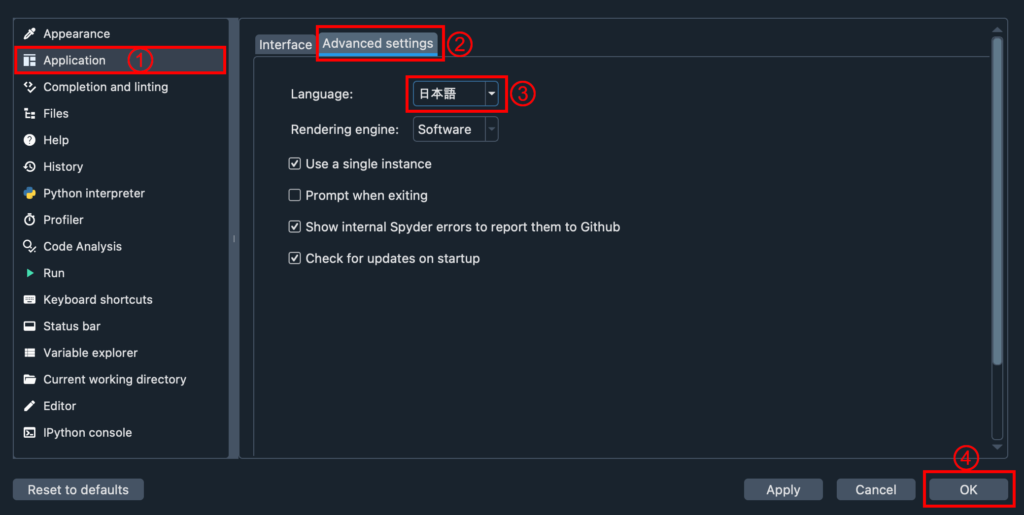 Appearance
Application ①
Completion and linting
Files
Help
History
Python interpreter
Profiler
Code Analysis
Run
Keyboard shortcuts
Status bar
Variable explorer
Current working directory
Editor
IPython console
Interface Advanced settings ②
Language: 日本語 ③
Rendering engine: Software
Use a single instance
Prompt when exiting
Show internal Spyder errors to report them to Github
Check for updates on startup
④
Reset to defaults Apply Cancel OK